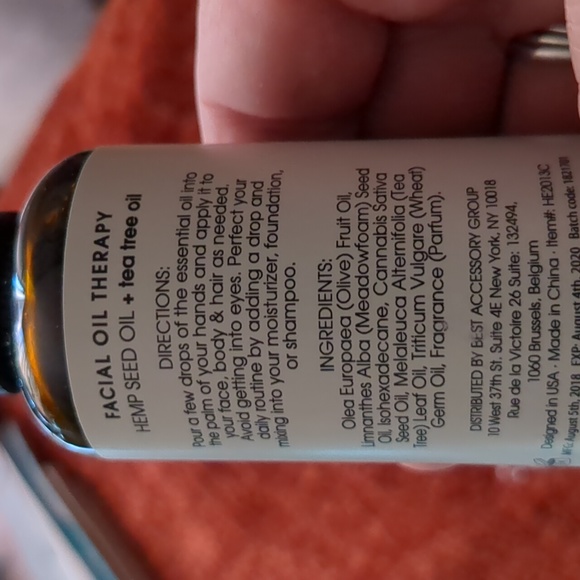 FACIAL OIL THERAPY
HEMP SEED OIL + tea tree oil
DIRECTIONS:
Pour a few drops of the essential oil into
the palm of your hands and apply it to
your face, body & hair as needed.
Avoid getting into eyes. Perfect your
daily routine by adding a drop and
mixing into your moisturizer, foundation,
or shampoo.
INGREDIENTS:
Olea Europaea (Olive) Fruit Oil,
Limnanthes Alba (Meadowfoam) Seed
Oil, Isohexadecane, Cannabis Sativa
Seed Oil, Melaleuca Alternifolia (Tea
Tree) Leaf Oil, Triticum Vulgare (Wheat)
Germ Oil, Fragrance (Parfum).
DISTRIBUTED BY BEST ACCESSORY GROUP
10 West 37th St. Suite 4E New York, NY 10018
Rue de la Victoire 26 Suite: 132494,
1060 Brussels, Belgium
Designed in USA · Made in China · Item#: HE2013C
MFG: August 5th, 2018 EXP: August 4th, 2020 Batch code: